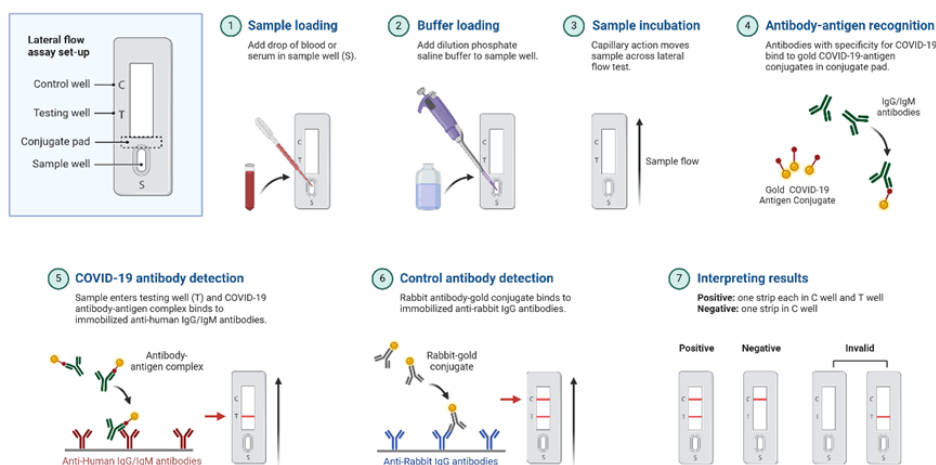 Lateral flow
assay set-up
Control well
Testing well
Conjugate pad
Sample well
C
T
S
1 Sample loading
Add drop of blood or
serum in sample well (S).
C
T
S
2 Buffer loading
Add dilution phosphate
saline buffer to sample well.
C
T
S
3 Sample incubation
Capillary action moves
sample across lateral
flow test.
C
T
S
Sample flow
4 Antibody-antigen recognition
Antibodies with specificity for COVID-19
bind to gold COVID-19-antigen
conjugates in conjugate pad.
IgG/IgM
antibodies
Gold COVID-19
Antigen Conjugate
5 COVID-19 antibody detection
Sample enters testing well (T) and COVID-19
antibody-antigen complex binds to
immobilized anti-human IgG/IgM antibodies.
Antibody-
antigen complex
C
T
S
Anti-Human IgG/IgM antibodies
6 Control antibody detection
Rabbit antibody-gold conjugate binds to
immobilized anti-rabbit IgG antibodies.
Rabbit-gold
conjugate
C
T
S
Anti-Rabbit IgG antibodies
7 Interpreting results
Positive: one strip each in C well and T well
Negative: one strip in C well
Positive Negative Invalid
C C C C
T T T T
S S S S